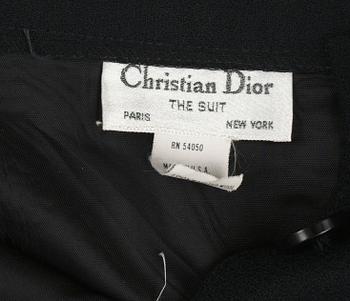 Christian Dior
THE SUIT
PARIS NEW YORK
RN 54050
U.S.A.